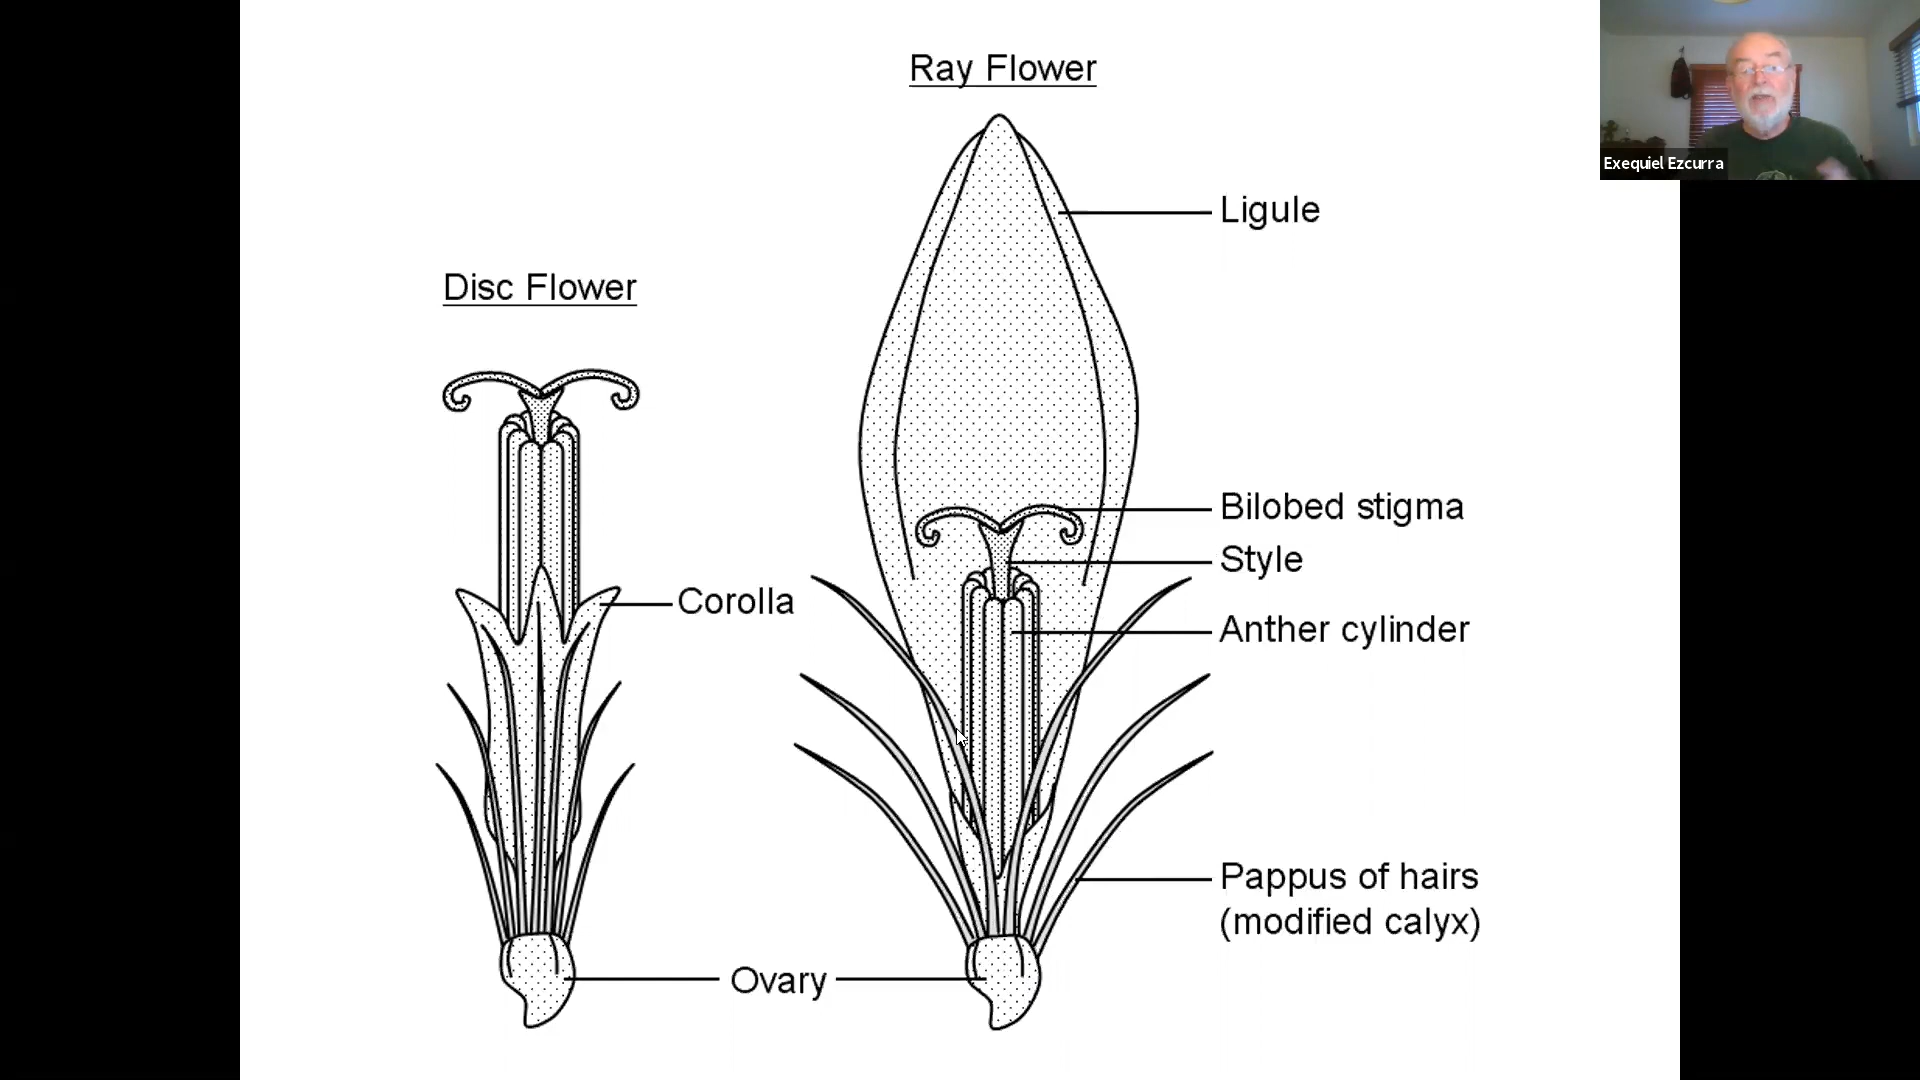 Ray Flower
Exequiel Ezcurra
Ligule
Disc Flower
Bilobed stigma
Style
Corolla
Anther cylinder
Pappus of hairs
(modified calyx)
Ovary